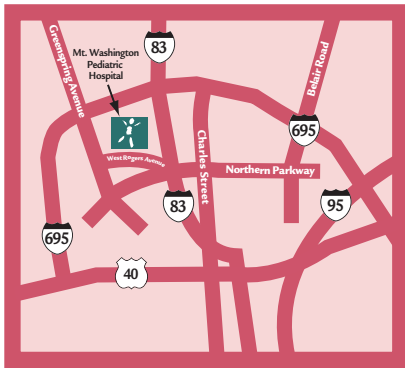 Greenspring Avenue
83
Mt. Washington
Pediatric
Hospital
Belair Road
695
West Rogers Avenue
Charles Street
Northern Parkway
83
95
695
40